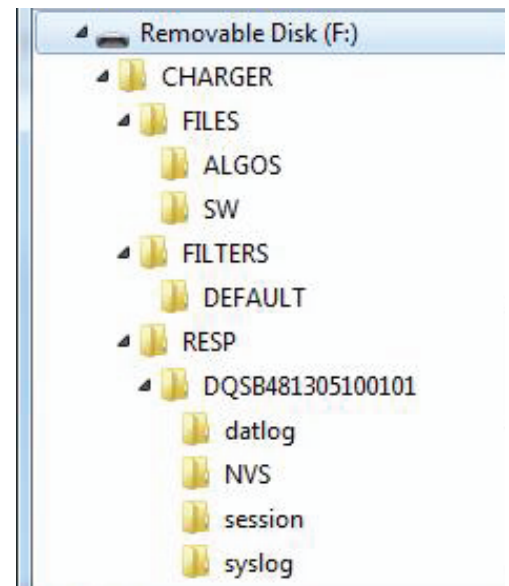 Removable Disk (F:)
CHARGER
FILES
ALGOS
SW
FILTERS
DEFAULT
RESP
DQSB481305100101
datlog
NVS
session
syslog